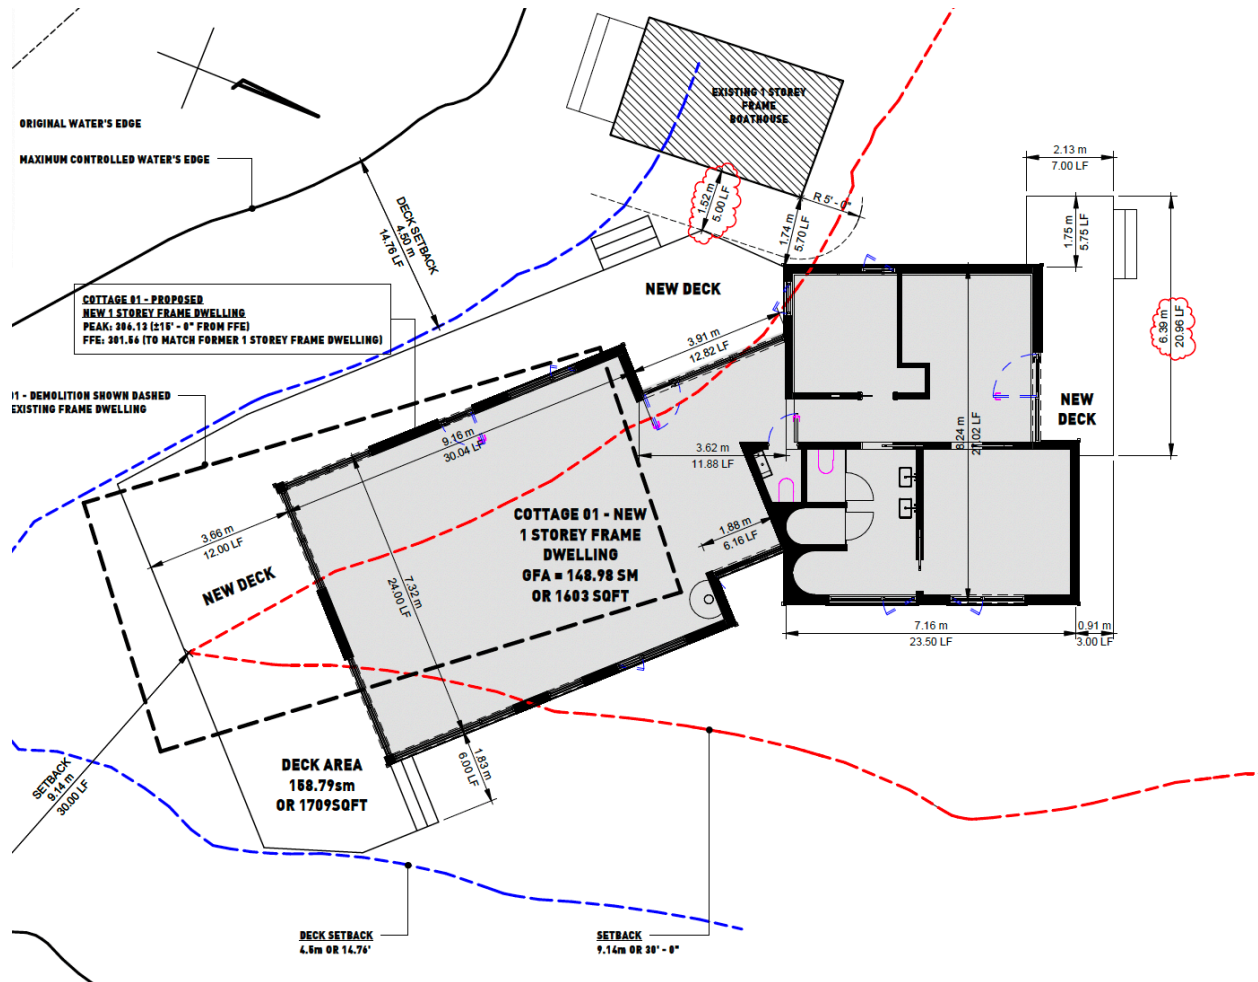 ORIGINAL WATER'S EDGE
MAXIMUM CONTROLLED WATER'S EDGE
DECK SETBACK
4.50 m
14.76 LF
EXISTING 1 STOREY
FRAME
BOATHOUSE
1.52 m
5.00 LF
R 5' - 0"
1.74 m
5.70 LF
2.13 m
7.00 LF
1.75 m
5.75 LF
6.39 m
20.96 LF
COTTAGE 01 - PROPOSED
NEW 1 STOREY FRAME DWELLING
PEAK: 306.13 (±15' - 0" FROM FFE)
FFE: 301.56 (TO MATCH FORMER 1 STOREY FRAME DWELLING)
NEW DECK
3.91 m
12.82 LF
01 - DEMOLITION SHOWN DASHED
EXISTING FRAME DWELLING
NEW
DECK
9.16 m
30.04 LF
3.62 m
11.88 LF
8.24 m
27.02 LF
COTTAGE 01 - NEW
1 STOREY FRAME
DWELLING
GFA = 148.98 SM
OR 1603 SQFT
1.88 m
6.16 LF
3.66 m
12.00 LF
NEW DECK
7.32 m
24.00 LF
7.16 m
23.50 LF
0.91 m
3.00 LF
SETBACK
9.14 m
30.00 LF
DECK AREA
158.79sm
OR 1709SQFT
1.83 m
6.00 LF
DECK SETBACK
4.5m OR 14.76'
SETBACK
9.14m OR 30' - 0"